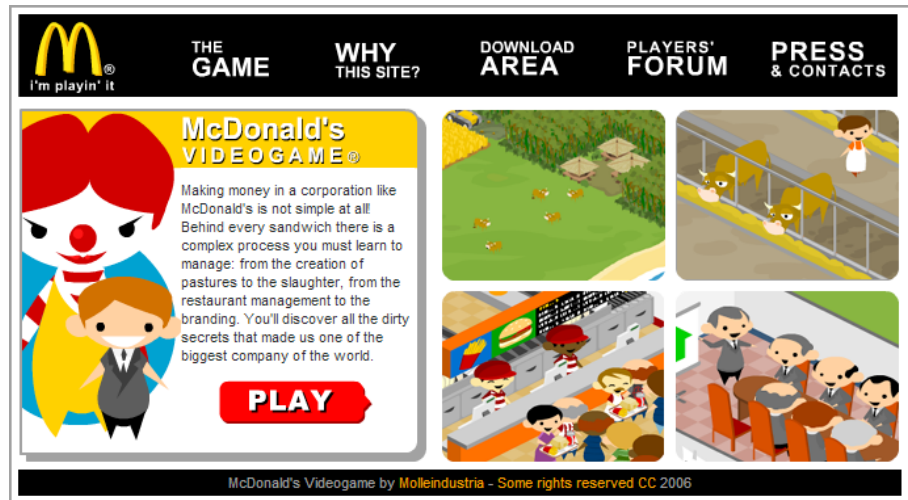 i'm playin' it
THE
GAME
WHY
THIS SITE?
DOWNLOAD
AREA
PLAYERS'
FORUM
PRESS
& CONTACTS
McDonald's
VIDEOGAME®
Making money in a corporation like
McDonald's is not simple at all!
Behind every sandwich there is a
complex process you must learn to
manage: from the creation of
pastures to the slaughter, from the
restaurant management to the
branding. You'll discover all the dirty
secrets that made us one of the
biggest company of the world.
PLAY
McDonald's Videogame by Molleindustria - Some rights reserved CC 2006